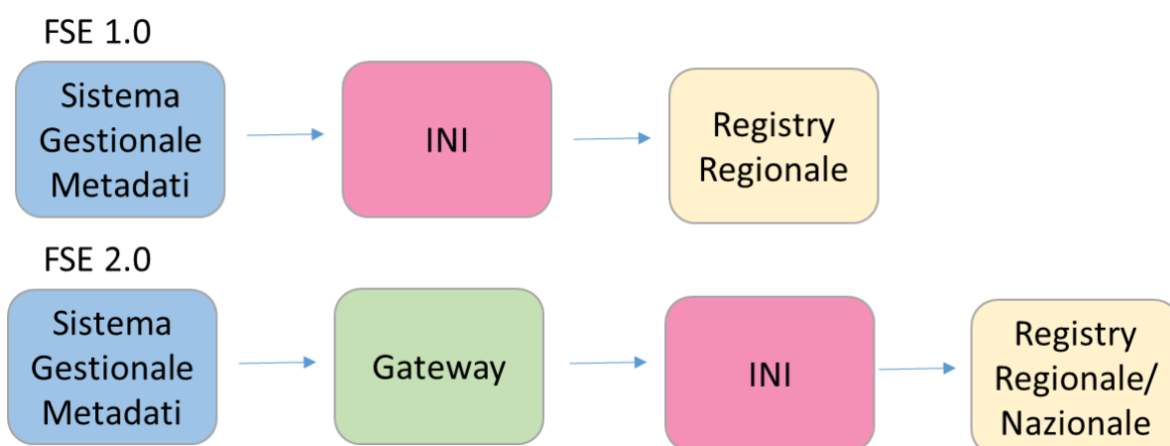 FSE 1.0
Sistema
Gestionale
Metadati
INI
Registry
Regionale
FSE 2.0
Sistema
Gestionale
Metadati
Gateway
INI
Registry
Regionale/
Nazionale